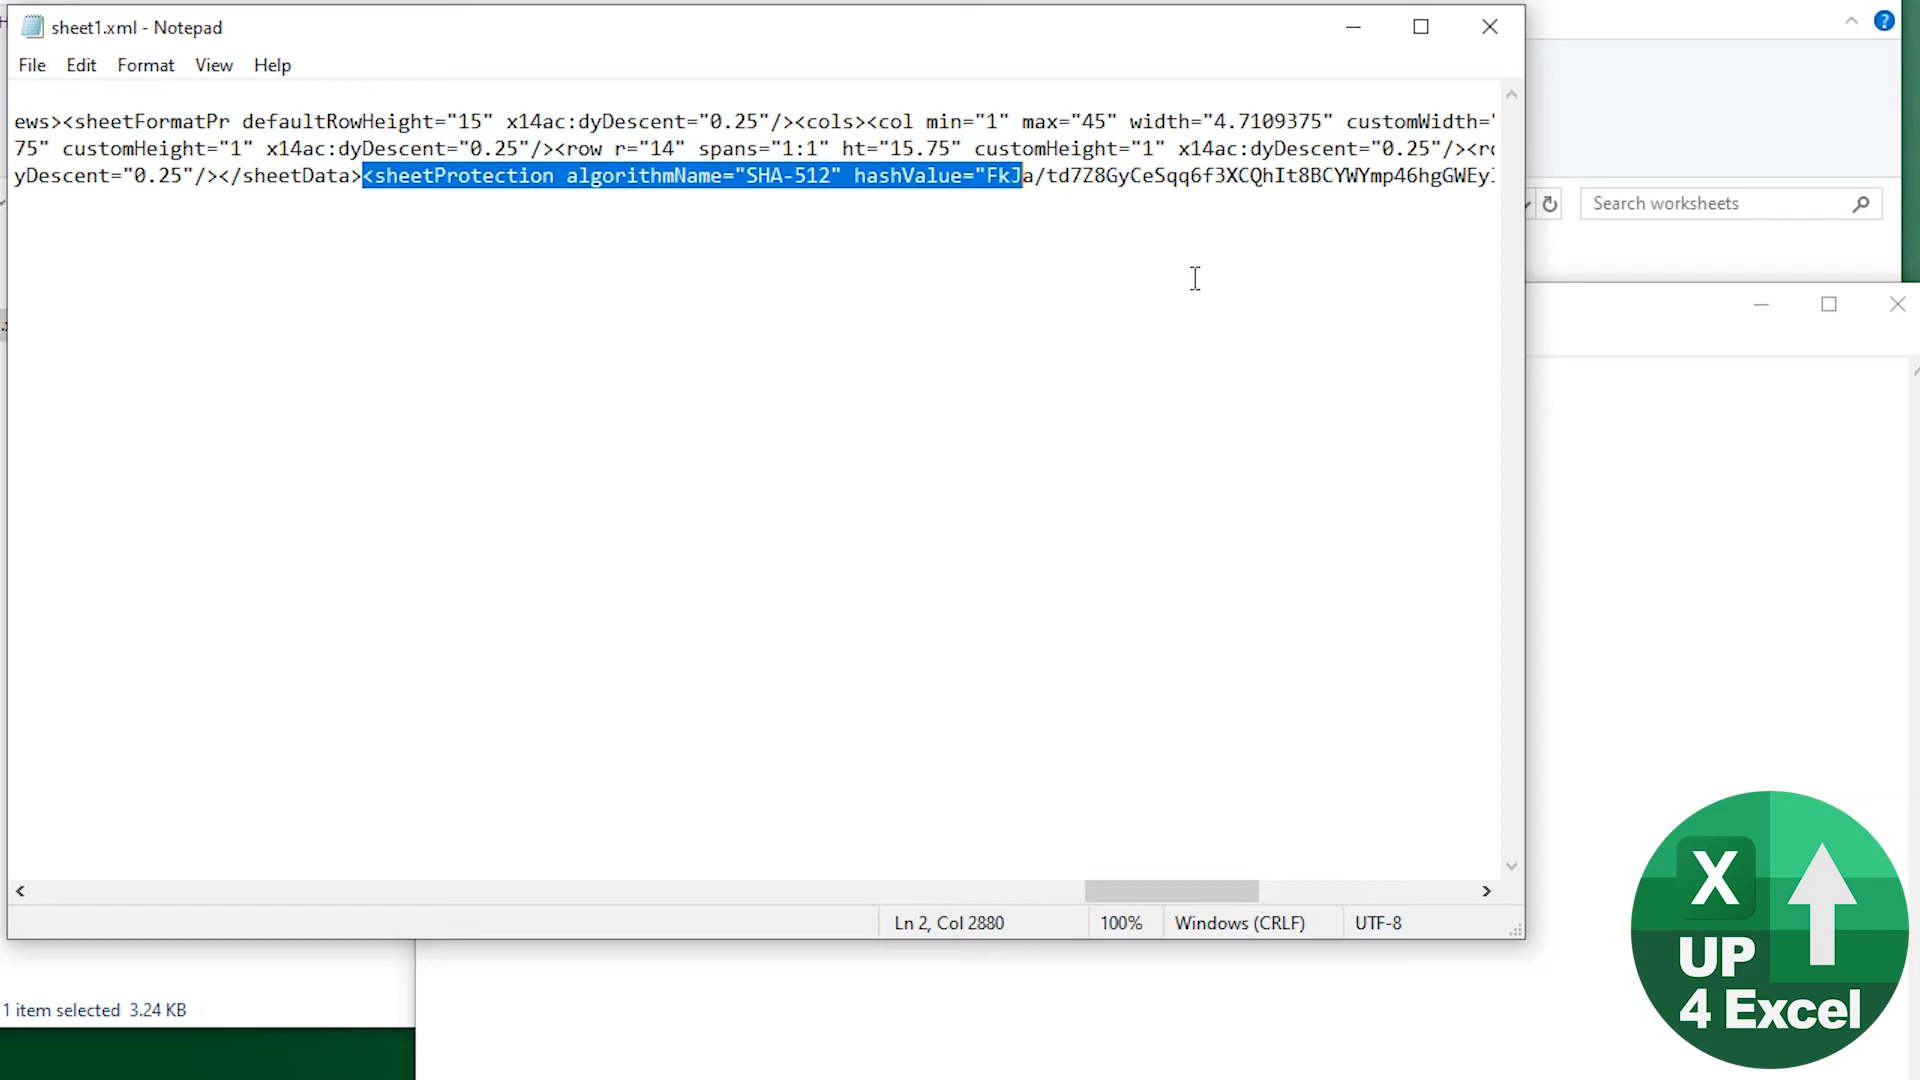 sheet1.xml - Notepad
File Edit Format View Help
ews><sheetFormatPr defaultRowHeight="15" x14ac:dyDescent="0.25"/><cols><col min="1" max="45" width="4.7109375" customWidth="
75" customHeight="1" x14ac:dyDescent="0.25"/><row r="14" spans="1:1" ht="15.75" customHeight="1" x14ac:dyDescent="0.25"/><ro
yDescent="0.25"/></sheetData><sheetProtection algorithmName="SHA-512" hashValue="FkJa/td7Z8GyCeSqq6f3XCQhIt8BCYWYmp46hgGWEy
Search worksheets
Ln 2, Col 2880
100%
Windows (CRLF)
UTF-8
1 item selected 3.24 KB
X
UP
4 Excel